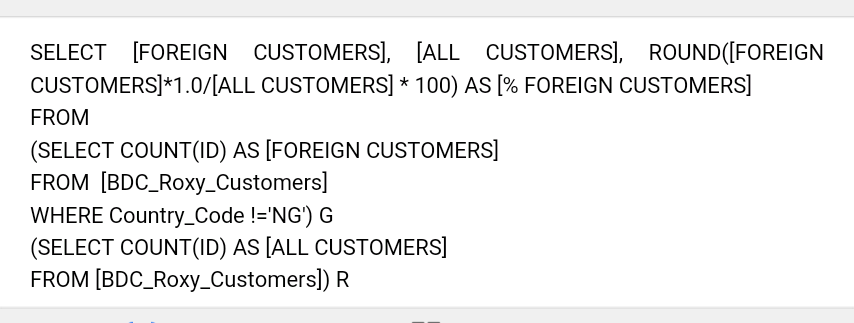 SELECT [FOREIGN CUSTOMERS], [ALL CUSTOMERS], ROUND([FOREIGN
CUSTOMERS]*1.0/[ALL CUSTOMERS] * 100) AS [% FOREIGN CUSTOMERS]
FROM
(SELECT COUNT(ID) AS [FOREIGN CUSTOMERS]
FROM  [BDC_Roxy_Customers]
WHERE Country_Code !='NG') G
(SELECT COUNT(ID) AS [ALL CUSTOMERS]
FROM [BDC_Roxy_Customers]) R